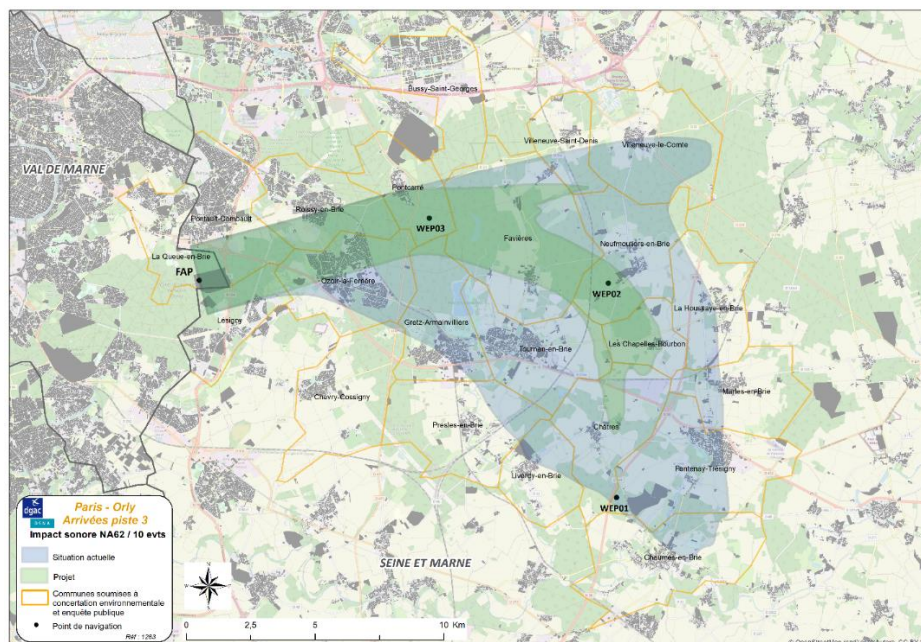 Bussy-Saint-Georges
VAL DE MARNE
Villeneuve-Saint-Denis
Villeneuve-le-Comte
Pontcarré
Roissy-en-Brie
Pontault-Combault
WEP03
Favières
Neufmoutiers-en-Brie
La Queue-en-Brie
FAP
Ozoir-la-Ferrière
WEP02
La Houssaye-en-Brie
Lésigny
Gretz-Armainvilliers
Tournan-en-Brie
Les Chapelles-Bourbon
Marles-en-Brie
Chevry-Cossigny
Presles-en-Brie
Châtres
Fontenay-Trésigny
Liverdy-en-Brie
WEP01
Chaumes-en-Brie
SEINE ET MARNE
dgac
Paris - Orly
Arrivées piste 3
Impact sonore NA62 / 10 evts
Situation actuelle
Projet
Communes soumises à
concertation environnementale
et enquête publique
Point de navigation
0 5 10 Km